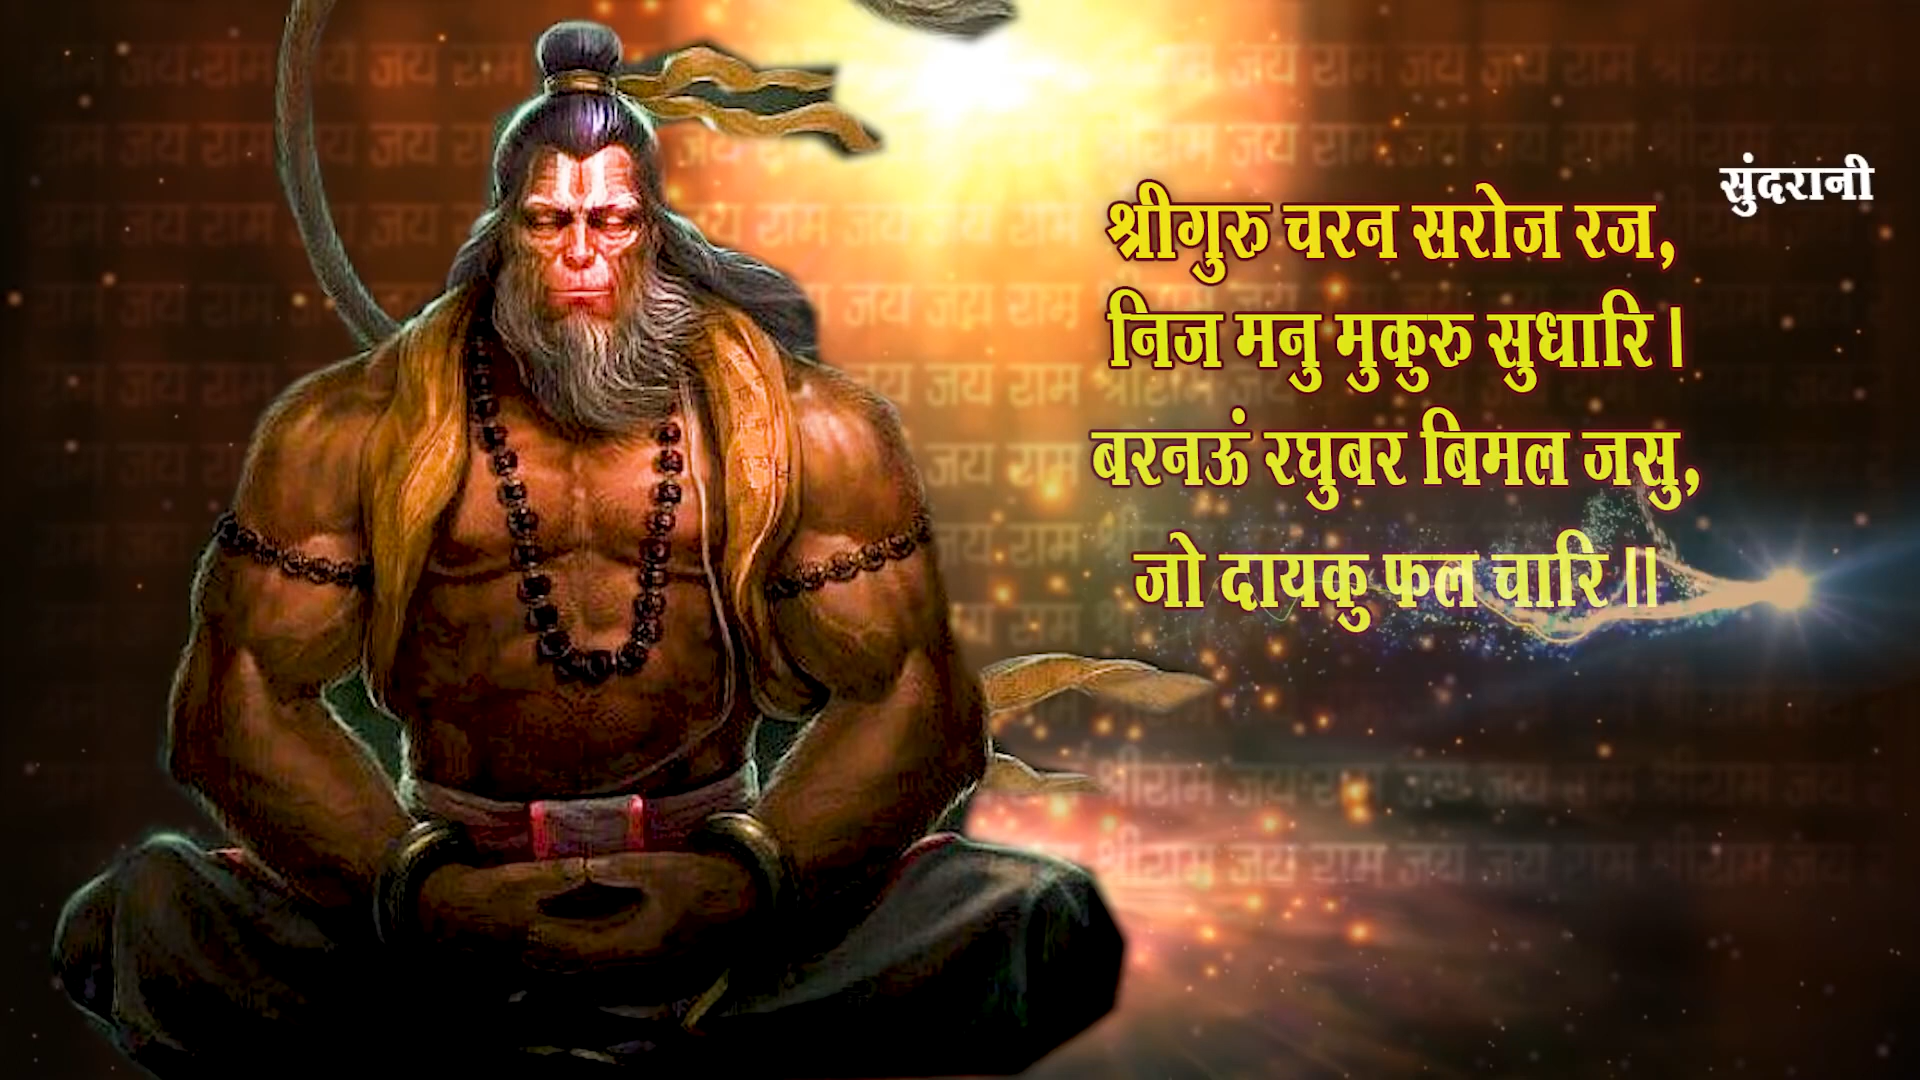 सुंदरानी
श्रीगुरु चरन सरोज रज,
निज मनु मुकुरु सुधारि।
बरनऊं रघुबर बिमल जसु,
जो दायकु फल चारि॥